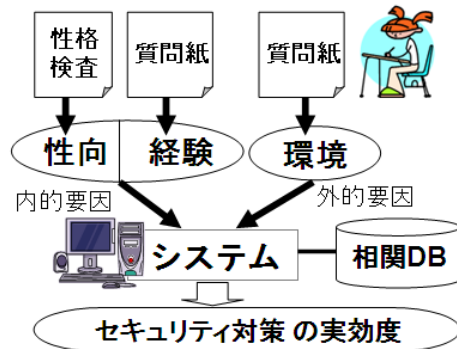 性格
検査
質問紙
質問紙
性向
経験
環境
内的要因
外的要因
システム
相関DB
セキュリティ対策 の実効度